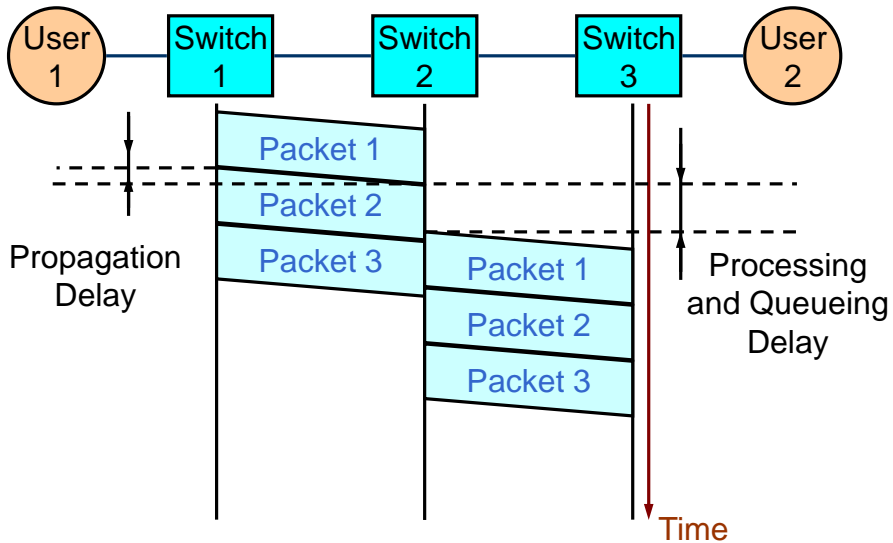 User
1
Switch
1
Switch
2
Switch
3
User
2
Packet 1
Packet 2
Packet 3
Propagation
Delay
Packet 1
Packet 2
Packet 3
Processing
and Queueing
Delay
Time